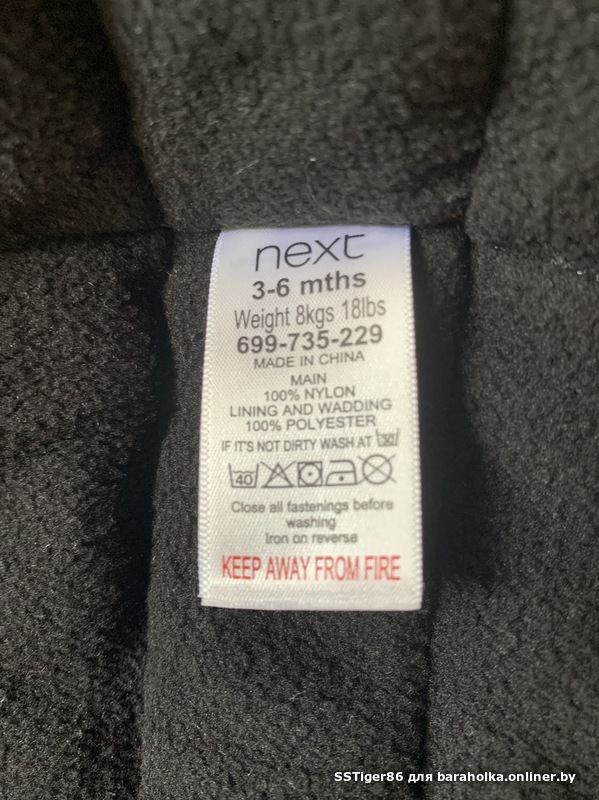 next
3-6 mths
Weight 8kgs 18lbs
699-735-229
MADE IN CHINA
MAIN
100% NYLON
LINING AND WADDING
100% POLYESTER
IF IT'S NOT DIRTY WASH AT 30
40
Close all fastenings before
washing
Iron on reverse
KEEP AWAY FROM FIRE
SSTiger86 для baraholka.onliner.by